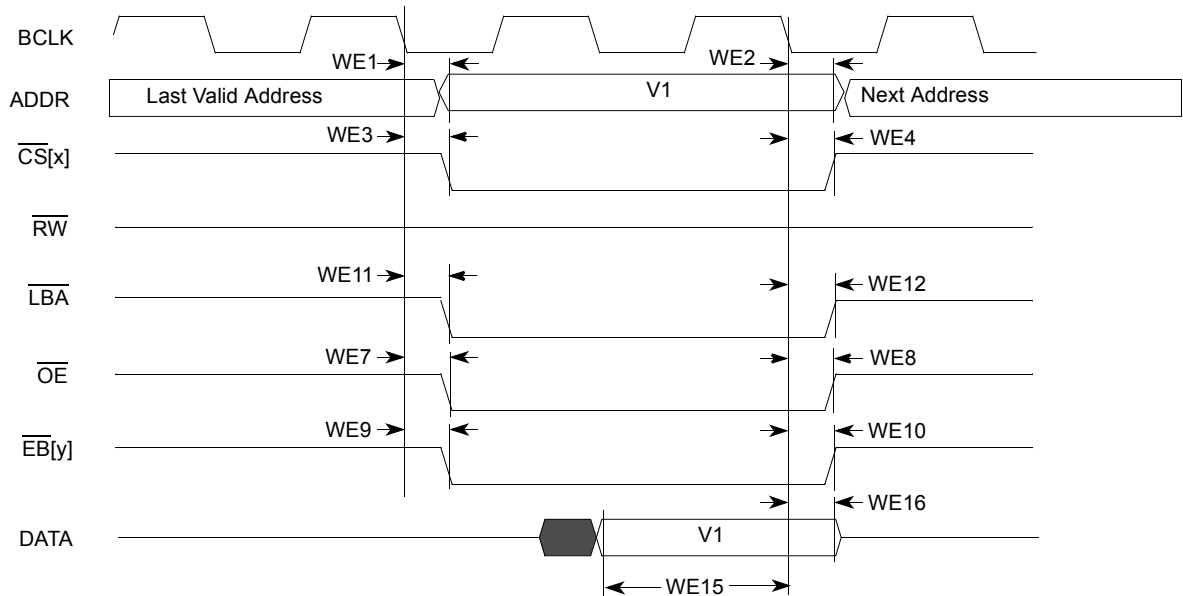 BCLK
WE1 WE2
ADDR Last Valid Address V1 Next Address
WE3 WE4
CS[x]
RW
WE11 WE12
LBA
WE7 WE8
OE
WE9 WE10
EB[y]
WE16
DATA V1
WE15